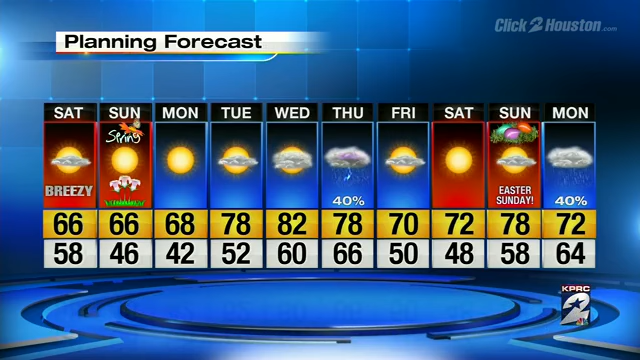 Click2Houston.com
Planning Forecast
SAT SUN MON TUE WED THU FRI SAT SUN MON
Spring
BREEZY 40% EASTER SUNDAY! 40%
66 66 68 78 82 78 70 72 78 72
58 46 42 52 60 66 50 48 58 64
KPRC
2